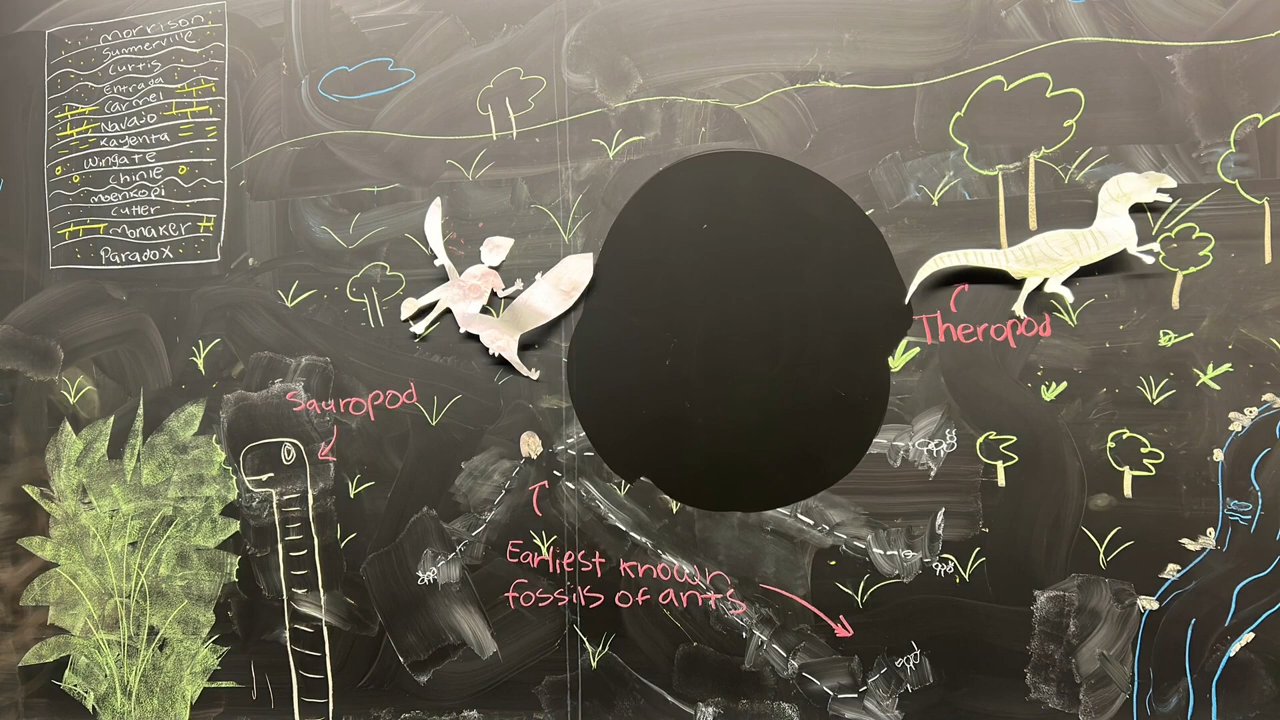 morrison
Summerville
Curtis
Entrada
Carmel
Navajo
Kayenta
Wingate
Chinle
moenkopi
Cutler
Monaker
Paradox
Theropod
Sauropod
Earliest known
fossils of ants